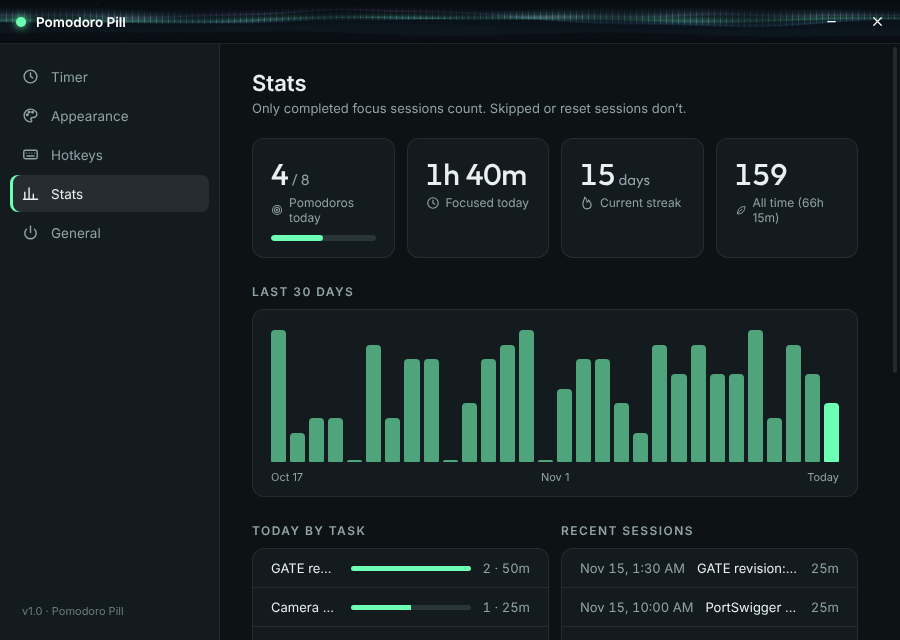 Pomodoro Pill
Timer
Appearance
Hotkeys
Stats
General
v1.0 · Pomodoro Pill
Stats
Only completed focus sessions count. Skipped or reset sessions don't.
4 / 8
Pomodoros
today
1h 40m
Focused today
15 days
Current streak
159
All time (66h
15m)
LAST 30 DAYS
Oct 17
Nov 1
Today
TODAY BY TASK
GATE re... 2 · 50m
Camera ... 1 · 25m
RECENT SESSIONS
Nov 15, 1:30 AM GATE revision:... 25m
Nov 15, 10:00 AM PortSwigger ... 25m